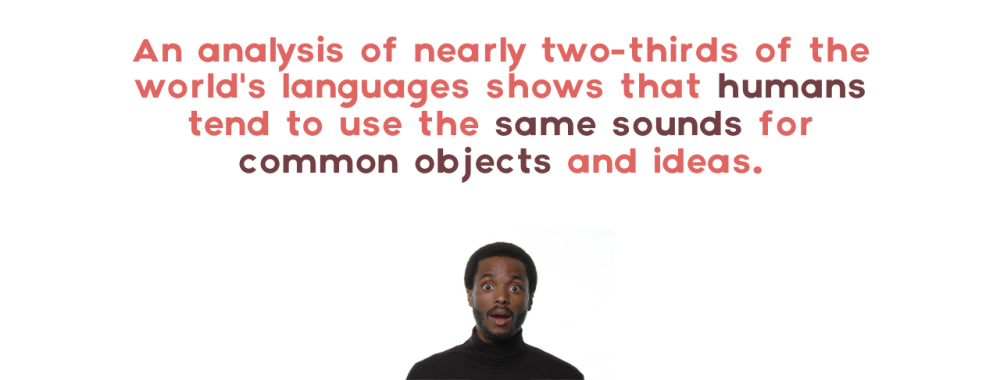 An analysis of nearly two-thirds of the
world's languages shows that humans
tend to use the same sounds for
common objects and ideas.